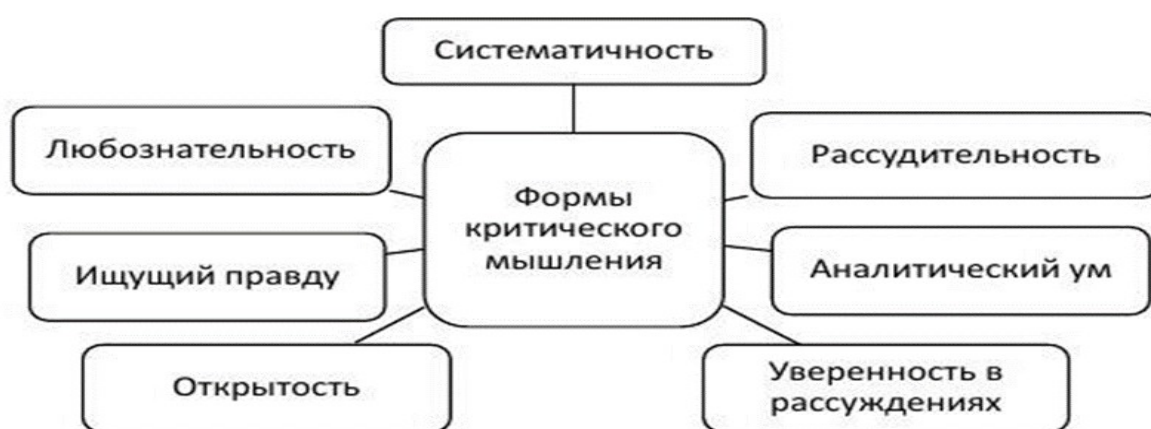 Систематичность
Любознательность
Рассудительность
Формы
критического
мышления
Ищущий правду
Аналитический ум
Открытость
Уверенность в
рассуждениях